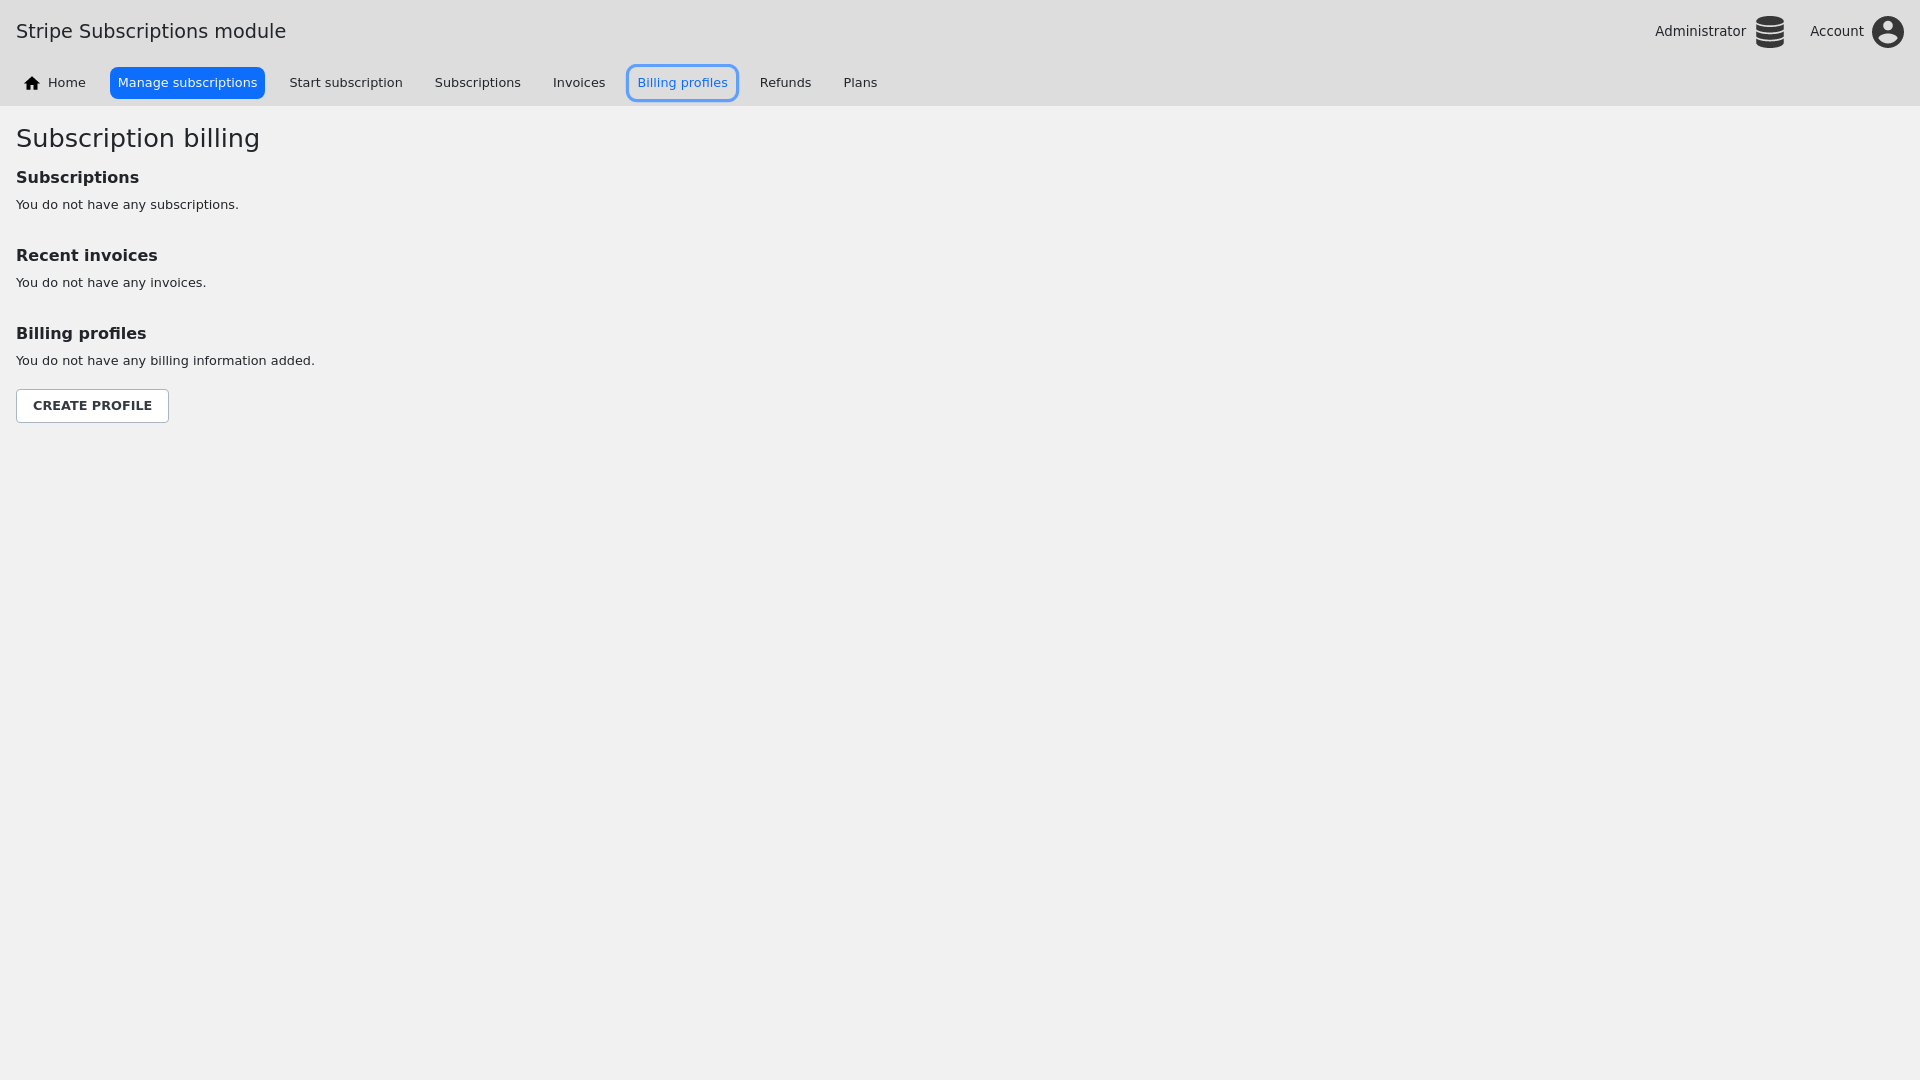 Stripe Subscriptions module
Administrator
Account
Home
Manage subscriptions
Start subscription
Subscriptions
Invoices
Billing profiles
Refunds
Plans
Subscription billing
Subscriptions
You do not have any subscriptions.
Recent invoices
You do not have any invoices.
Billing profiles
You do not have any billing information added.
CREATE PROFILE